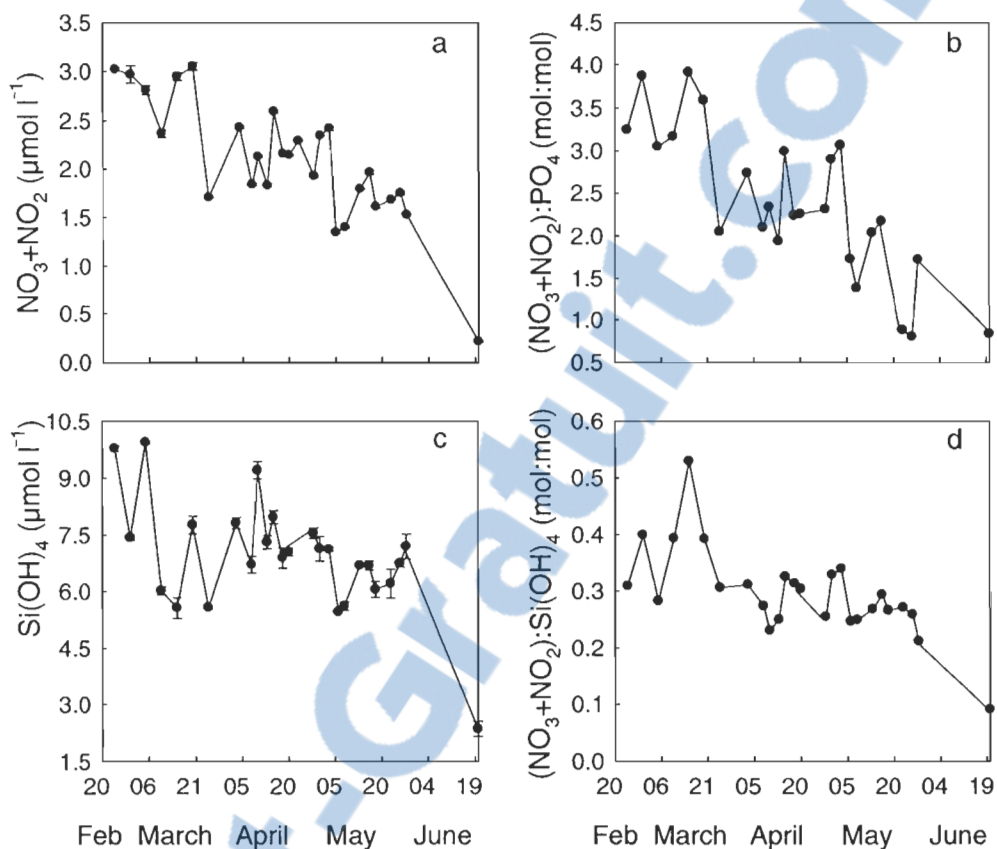 a
NO3+NO2 (µmol l⁻¹)
3.5
3.0
2.5
2.0
1.5
1.0
0.5
0.0
b
(NO3+NO2):PO4 (mol:mol)
4.5
4.0
3.5
3.0
2.5
2.0
1.5
1.0
0.5
c
Si(OH)4 (µmol l⁻¹)
10.5
9.0
7.5
6.0
4.5
3.0
1.5
20 06 21 05 20 05 20 04 19
Feb March April May June
d
(NO3+NO2):Si(OH)4 (mol:mol)
0.6
0.5
0.4
0.3
0.2
0.1
0.0
20 06 21 05 20 05 20 04 19
Feb March April May June
-Gratuit.com